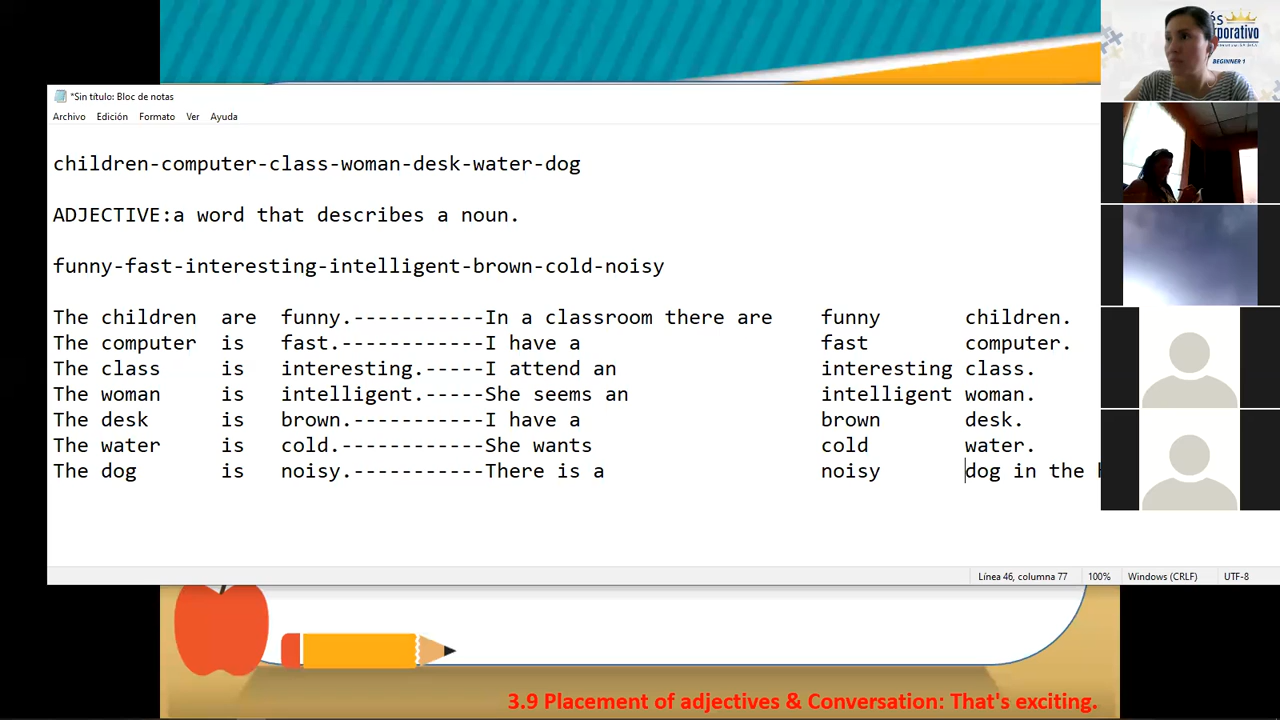 *Sin título: Bloc de notas
Archivo Edición Formato Ver Ayuda
children-computer-class-woman-desk-water-dog
ADJECTIVE:a word that describes a noun.
funny-fast-interesting-intelligent-brown-cold-noisy
The children are funny.-----------In a classroom there are funny children.
The computer is fast.------------I have a fast computer.
The class is interesting.-----I attend an interesting class.
The woman is intelligent.-----She seems an intelligent woman.
The desk is brown.------------I have a brown desk.
The water is cold.------------She wants cold water.
The dog is noisy.-----------There is a noisy dog in the
Línea 46, columna 77 100% Windows (CRLF) UTF-8
3.9 Placement of adjectives & Conversation: That's exciting.
BEGINNER 1